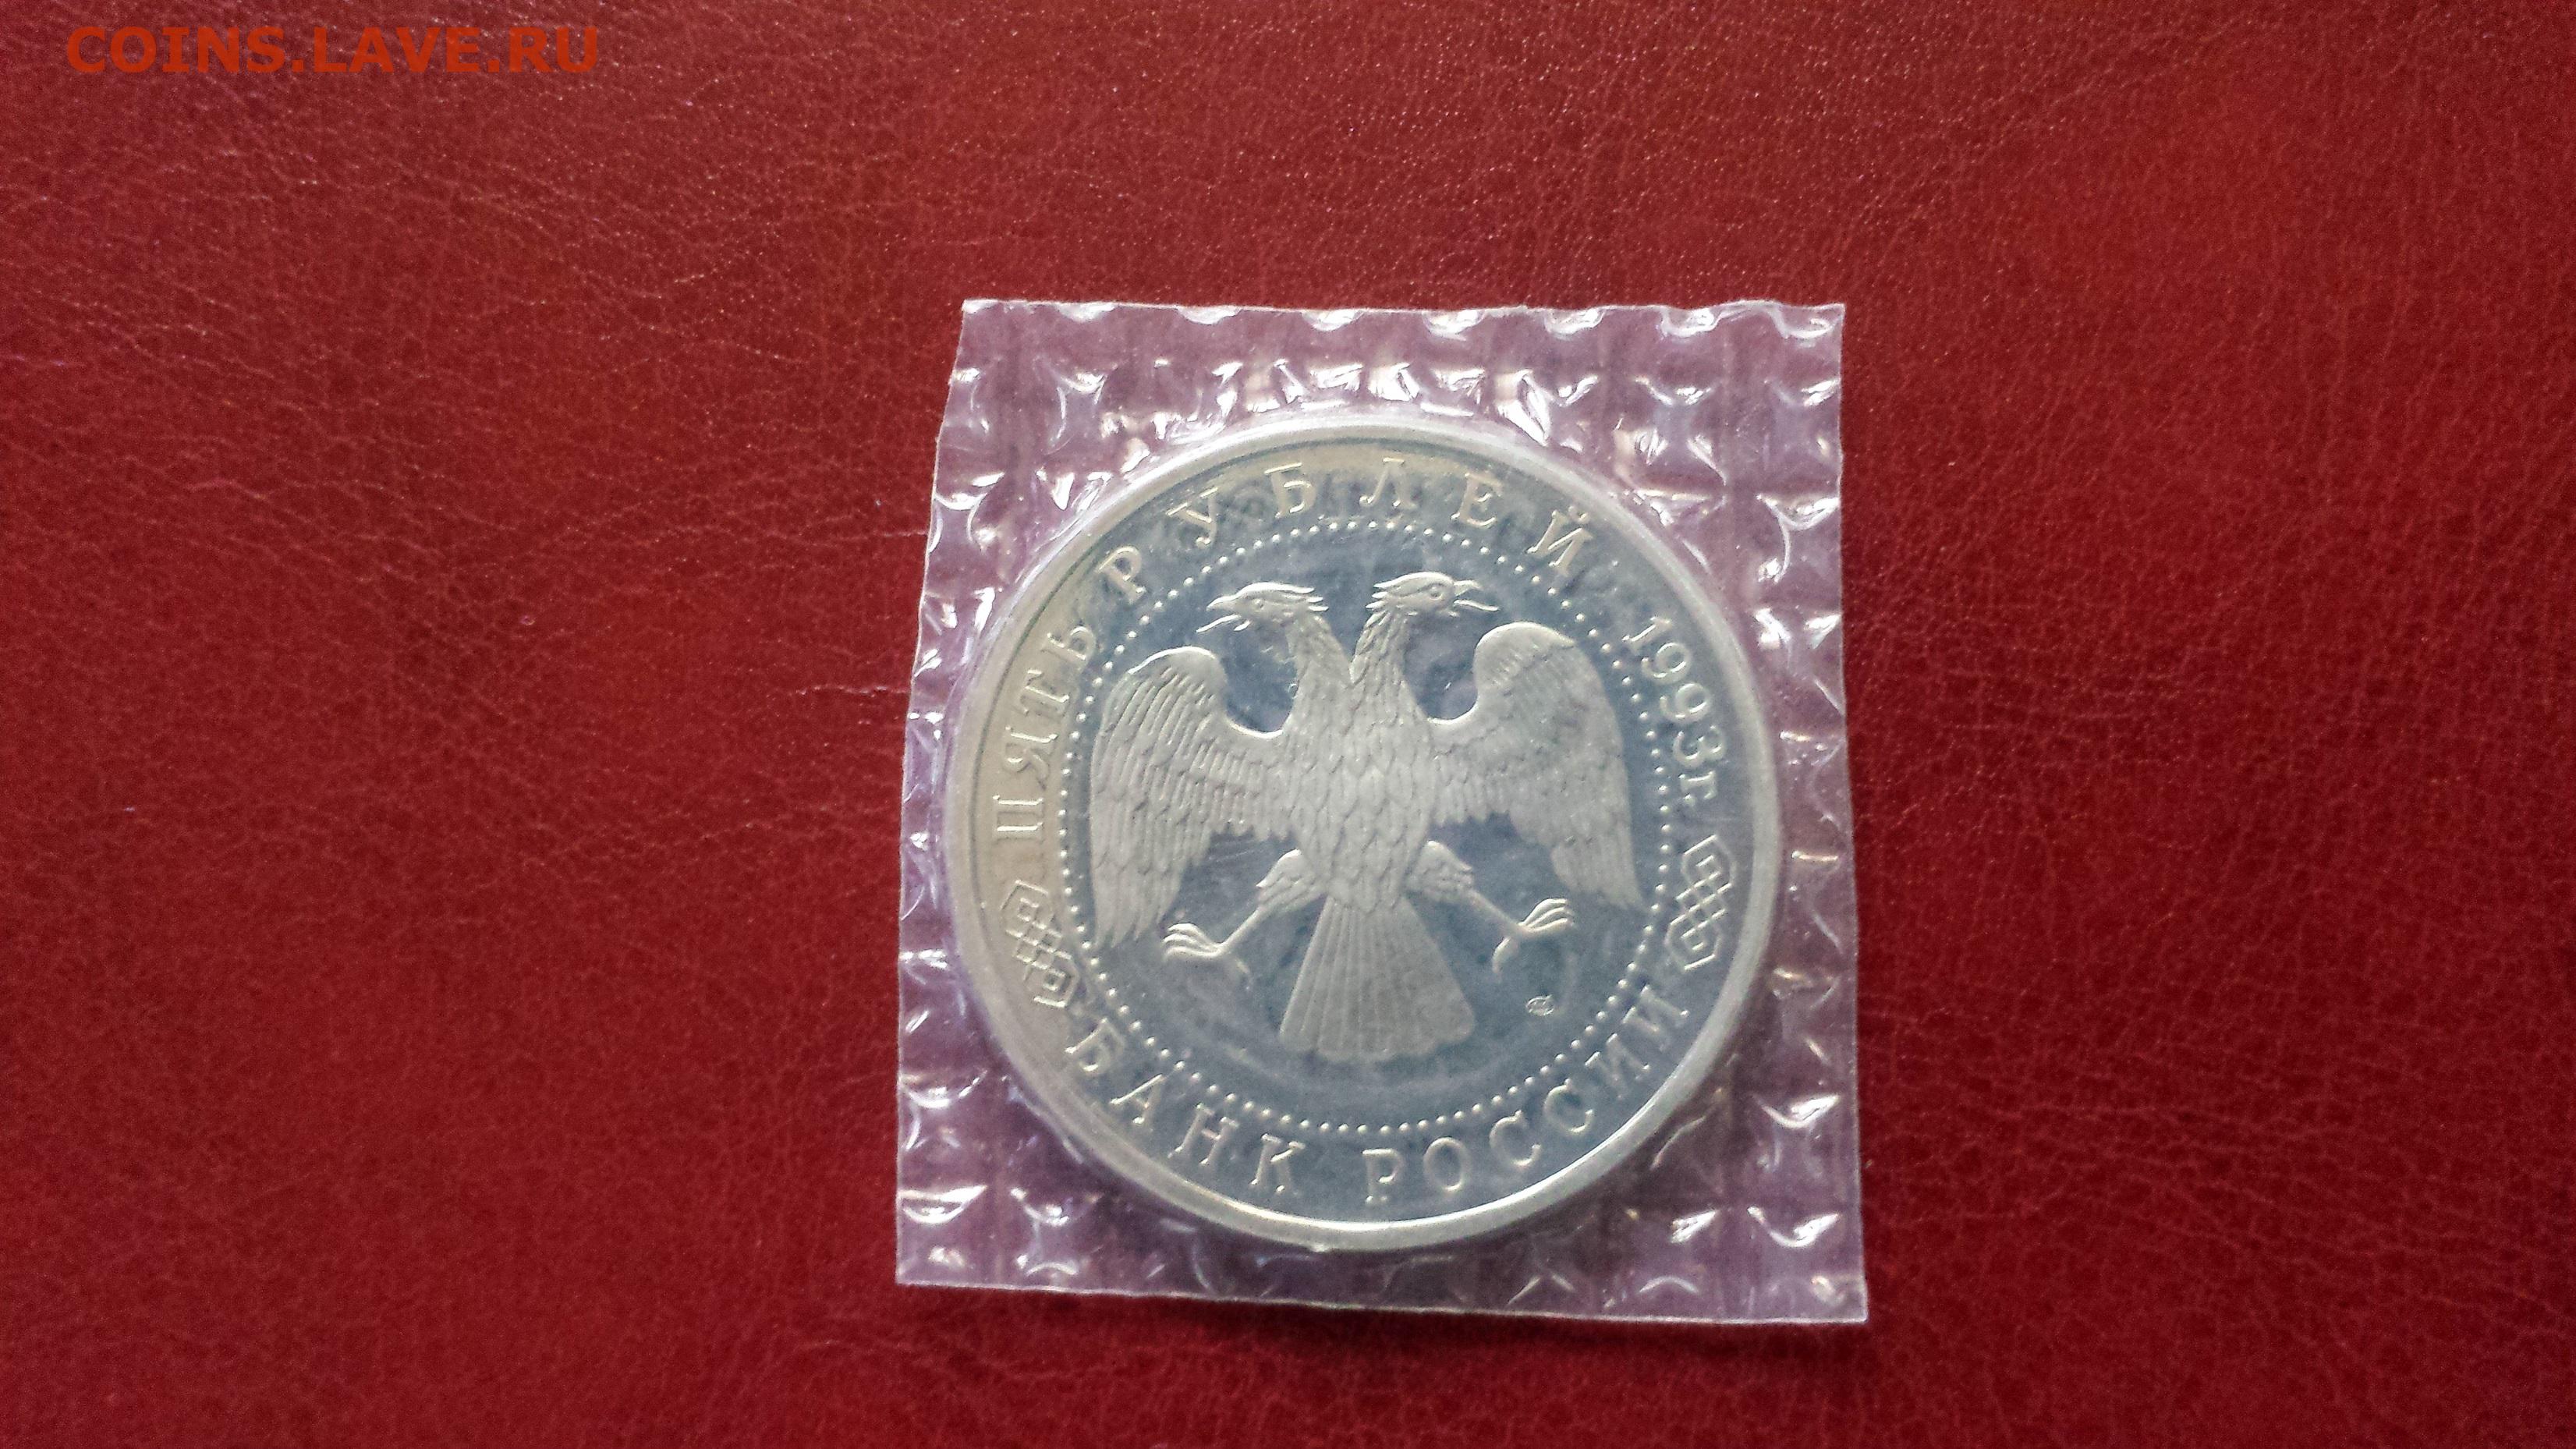 COINS.LAVE.RU
ПЯТЬ РУБЛЕЙ 1993г.
БАНК РОССИИ